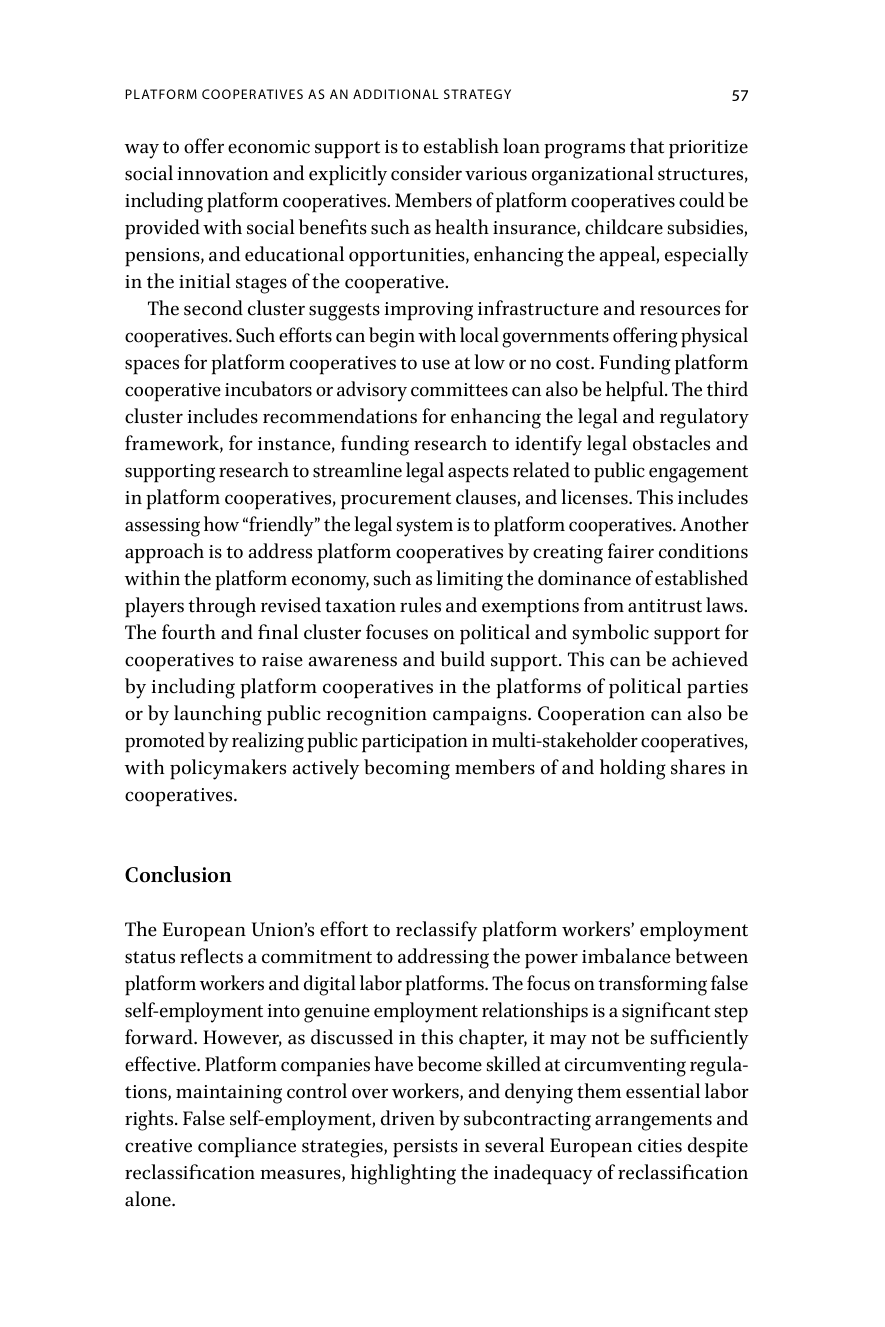 PLATFORM COOPERATIVES AS AN ADDITIONAL STRATEGY 57
way to offer economic support is to establish loan programs that prioritize
social innovation and explicitly consider various organizational structures,
including platform cooperatives. Members of platform cooperatives could be
provided with social benefits such as health insurance, childcare subsidies,
pensions, and educational opportunities, enhancing the appeal, especially
in the initial stages of the cooperative.
The second cluster suggests improving infrastructure and resources for
cooperatives. Such efforts can begin with local governments offering physical
spaces for platform cooperatives to use at low or no cost. Funding platform
cooperative incubators or advisory committees can also be helpful. The third
cluster includes recommendations for enhancing the legal and regulatory
framework, for instance, funding research to identify legal obstacles and
supporting research to streamline legal aspects related to public engagement
in platform cooperatives, procurement clauses, and licenses. This includes
assessing how “friendly” the legal system is to platform cooperatives. Another
approach is to address platform cooperatives by creating fairer conditions
within the platform economy, such as limiting the dominance of established
players through revised taxation rules and exemptions from antitrust laws.
The fourth and final cluster focuses on political and symbolic support for
cooperatives to raise awareness and build support. This can be achieved
by including platform cooperatives in the platforms of political parties
or by launching public recognition campaigns. Cooperation can also be
promoted by realizing public participation in multi-stakeholder cooperatives,
with policymakers actively becoming members of and holding shares in
cooperatives.
Conclusion
The European Union’s effort to reclassify platform workers’ employment
status reflects a commitment to addressing the power imbalance between
platform workers and digital labor platforms. The focus on transforming false
self-employment into genuine employment relationships is a significant step
forward. However, as discussed in this chapter, it may not be sufficiently
effective. Platform companies have become skilled at circumventing regula-
tions, maintaining control over workers, and denying them essential labor
rights. False self-employment, driven by subcontracting arrangements and
creative compliance strategies, persists in several European cities despite
reclassification measures, highlighting the inadequacy of reclassification
alone.